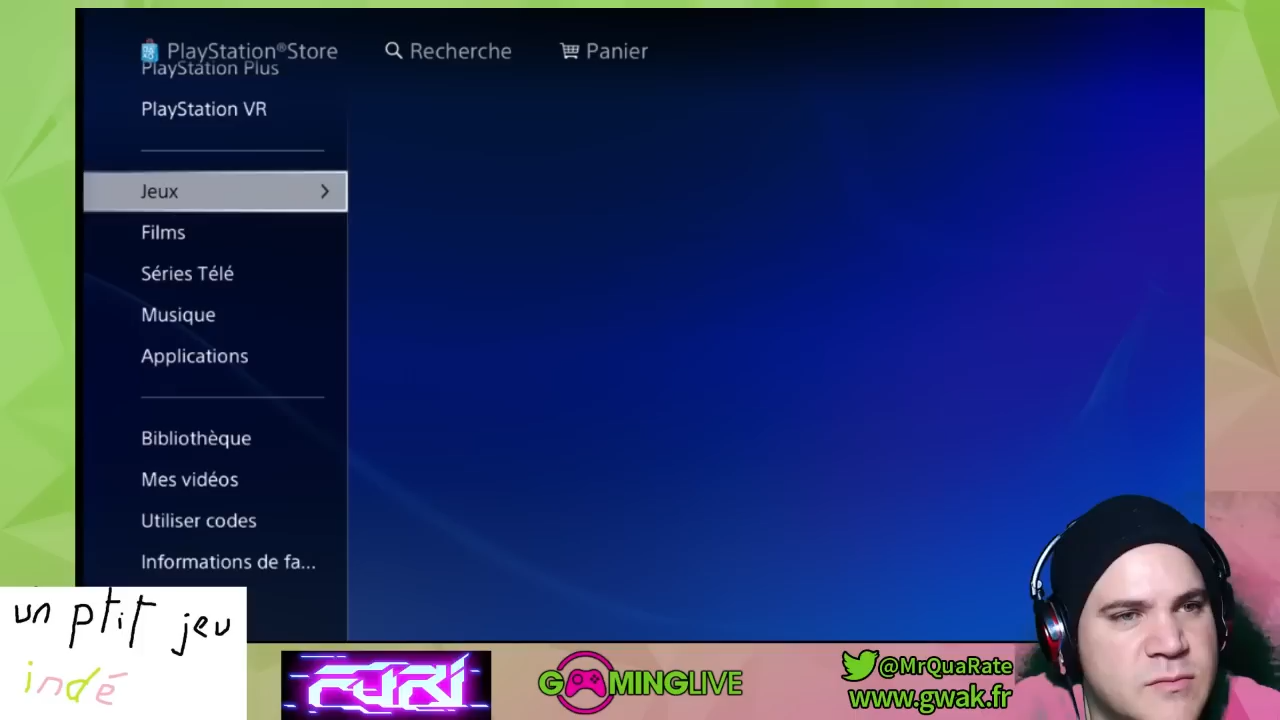 PlayStation®Store Recherche Panier
PlayStation Plus
PlayStation VR
Jeux
Films
Séries Télé
Musique
Applications
Bibliothèque
Mes vidéos
Utiliser codes
Informations de fa...
un ptit jeu
indé
FURI
GAMINGLIVE
@MrQuaRate
www.gwak.fr